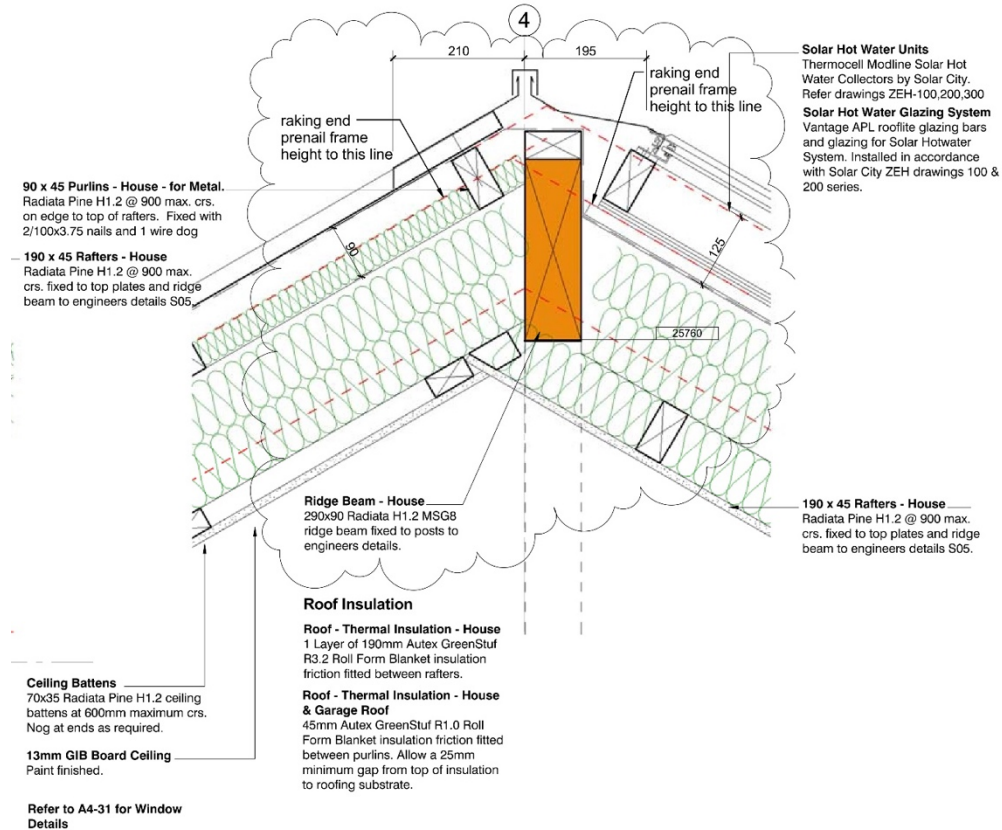 4
210
195
raking end
prenail frame
height to this line
raking end
prenail frame
height to this line
Solar Hot Water Units
Thermocell Modline Solar Hot
Water Collectors by Solar City.
Refer drawings ZEH-100,200,300
Solar Hot Water Glazing System
Vantage APL rooflite glazing bars
and glazing for Solar Hotwater
System. Installed in accordance
with Solar City ZEH drawings 100 &
200 series.
90 x 45 Purlins - House - for Metal.
Radiata Pine H1.2 @ 900 max. crs.
on edge to top of rafters. Fixed with
2/100x3.75 nails and 1 wire dog
190 x 45 Rafters - House
Radiata Pine H1.2 @ 900 max.
crs. fixed to top plates and ridge
beam to engineers details S05.
90
125
25760
Ridge Beam - House
290x90 Radiata H1.2 MSG8
ridge beam fixed to posts to
engineers details.
190 x 45 Rafters - House
Radiata Pine H1.2 @ 900 max.
crs. fixed to top plates and ridge
beam to engineers details S05.
Roof Insulation
Roof - Thermal Insulation - House
1 Layer of 190mm Autex GreenStuf
R3.2 Roll Form Blanket insulation
friction fitted between rafters.
Roof - Thermal Insulation - House
& Garage Roof
45mm Autex GreenStuf R1.0 Roll
Form Blanket insulation friction fitted
between purlins. Allow a 25mm
minimum gap from top of insulation
to roofing substrate.
Ceiling Battens
70x35 Radiata Pine H1.2 ceiling
battens at 600mm maximum crs.
Nog at ends as required.
13mm GIB Board Ceiling
Paint finished.
Refer to A4-31 for Window
Details